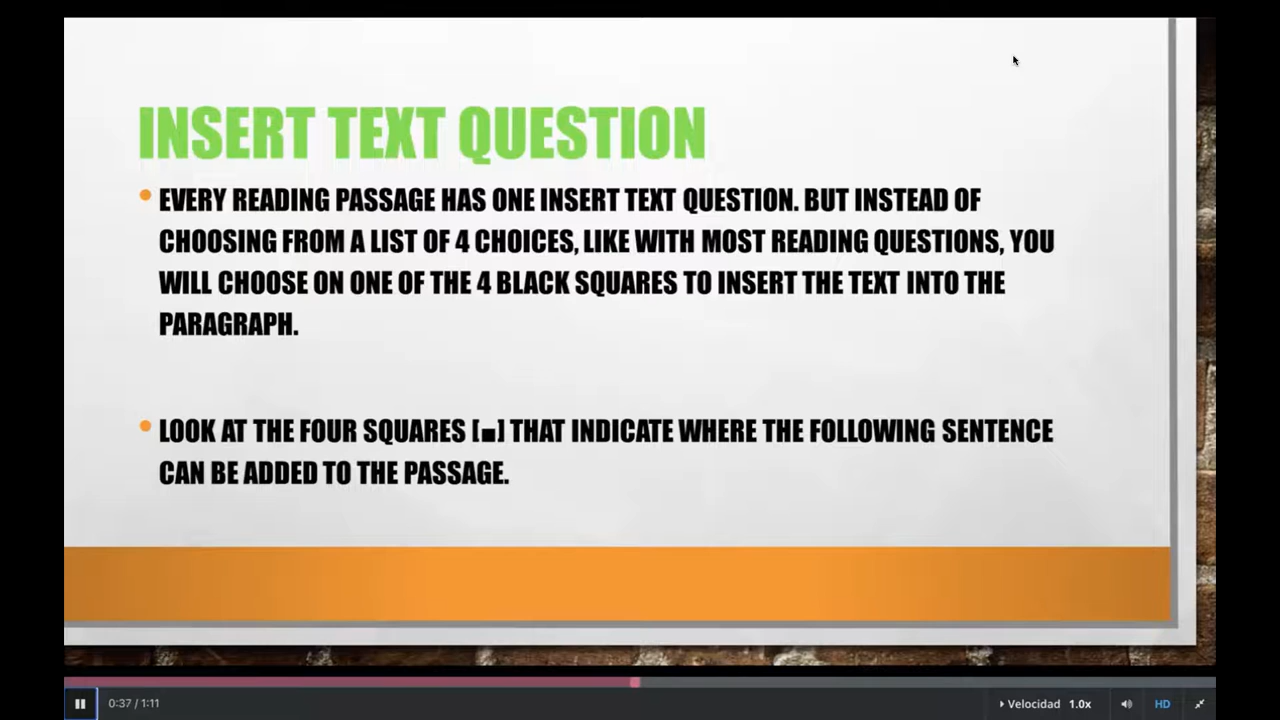 INSERT TEXT QUESTION
• EVERY READING PASSAGE HAS ONE INSERT TEXT QUESTION. BUT INSTEAD OF
CHOOSING FROM A LIST OF 4 CHOICES, LIKE WITH MOST READING QUESTIONS, YOU
WILL CHOOSE ON ONE OF THE 4 BLACK SQUARES TO INSERT THE TEXT INTO THE
PARAGRAPH.
• LOOK AT THE FOUR SQUARES [■] THAT INDICATE WHERE THE FOLLOWING SENTENCE
CAN BE ADDED TO THE PASSAGE.
0:37 / 1:11
Velocidad 1.0x
HD